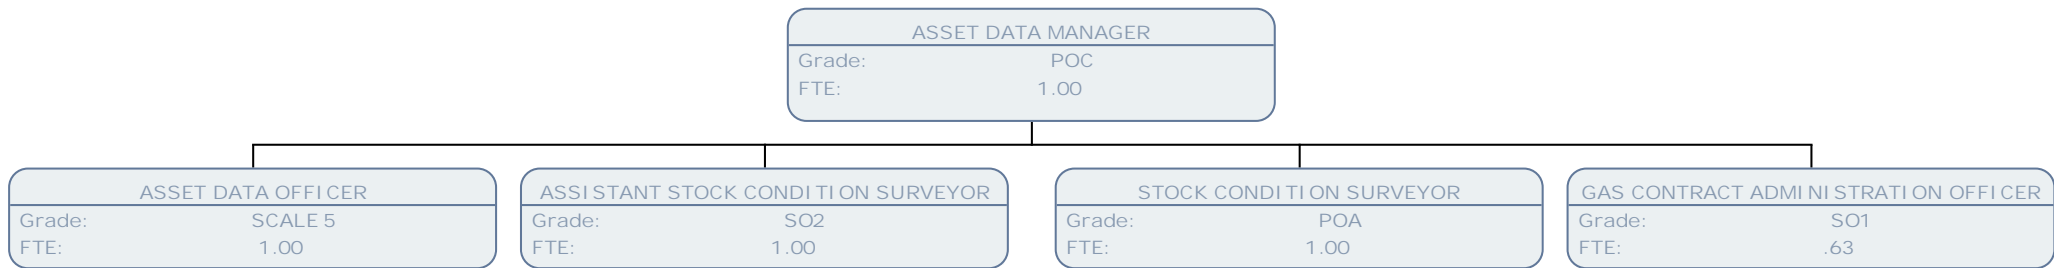 ASSET DATA MANAGER
Grade: POC
FTE: 1.00
ASSET DATA OFFICER
Grade: SCALE 5
FTE: 1.00
ASSISTANT STOCK CONDITION SURVEYOR
Grade: SO2
FTE: 1.00
STOCK CONDITION SURVEYOR
Grade: POA
FTE: 1.00
GAS CONTRACT ADMINISTRATION OFFICER
Grade: SO1
FTE: .63